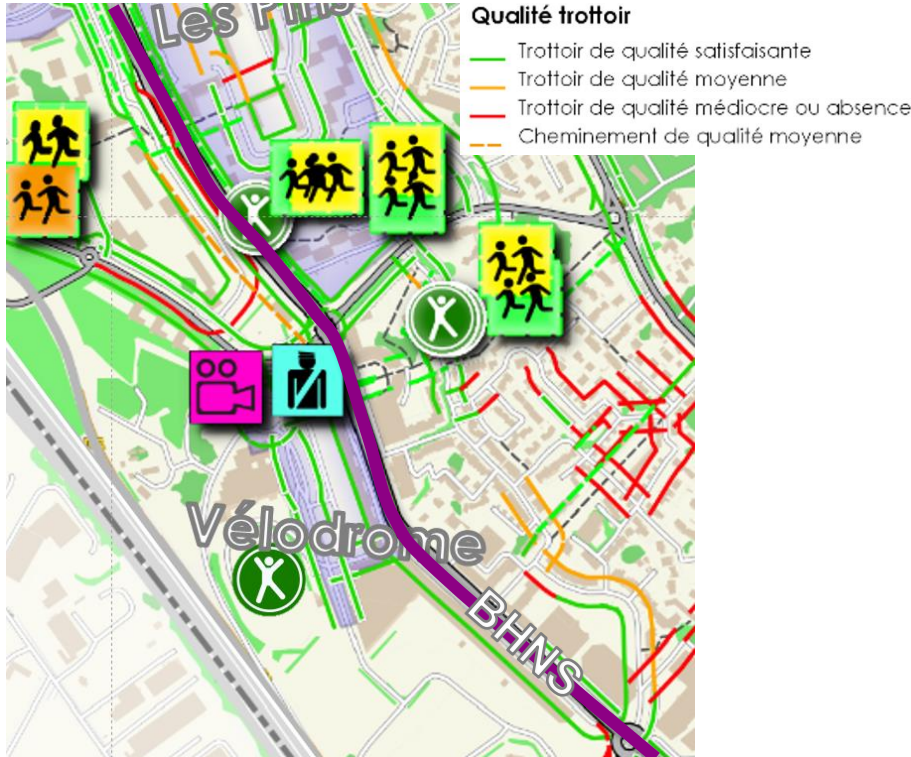 Les Pins
Qualité trottoir
Trottoir de qualité satisfaisante
Trottoir de qualité moyenne
Trottoir de qualité médiocre ou absence
Cheminement de qualité moyenne
Vélodrome
BHNS